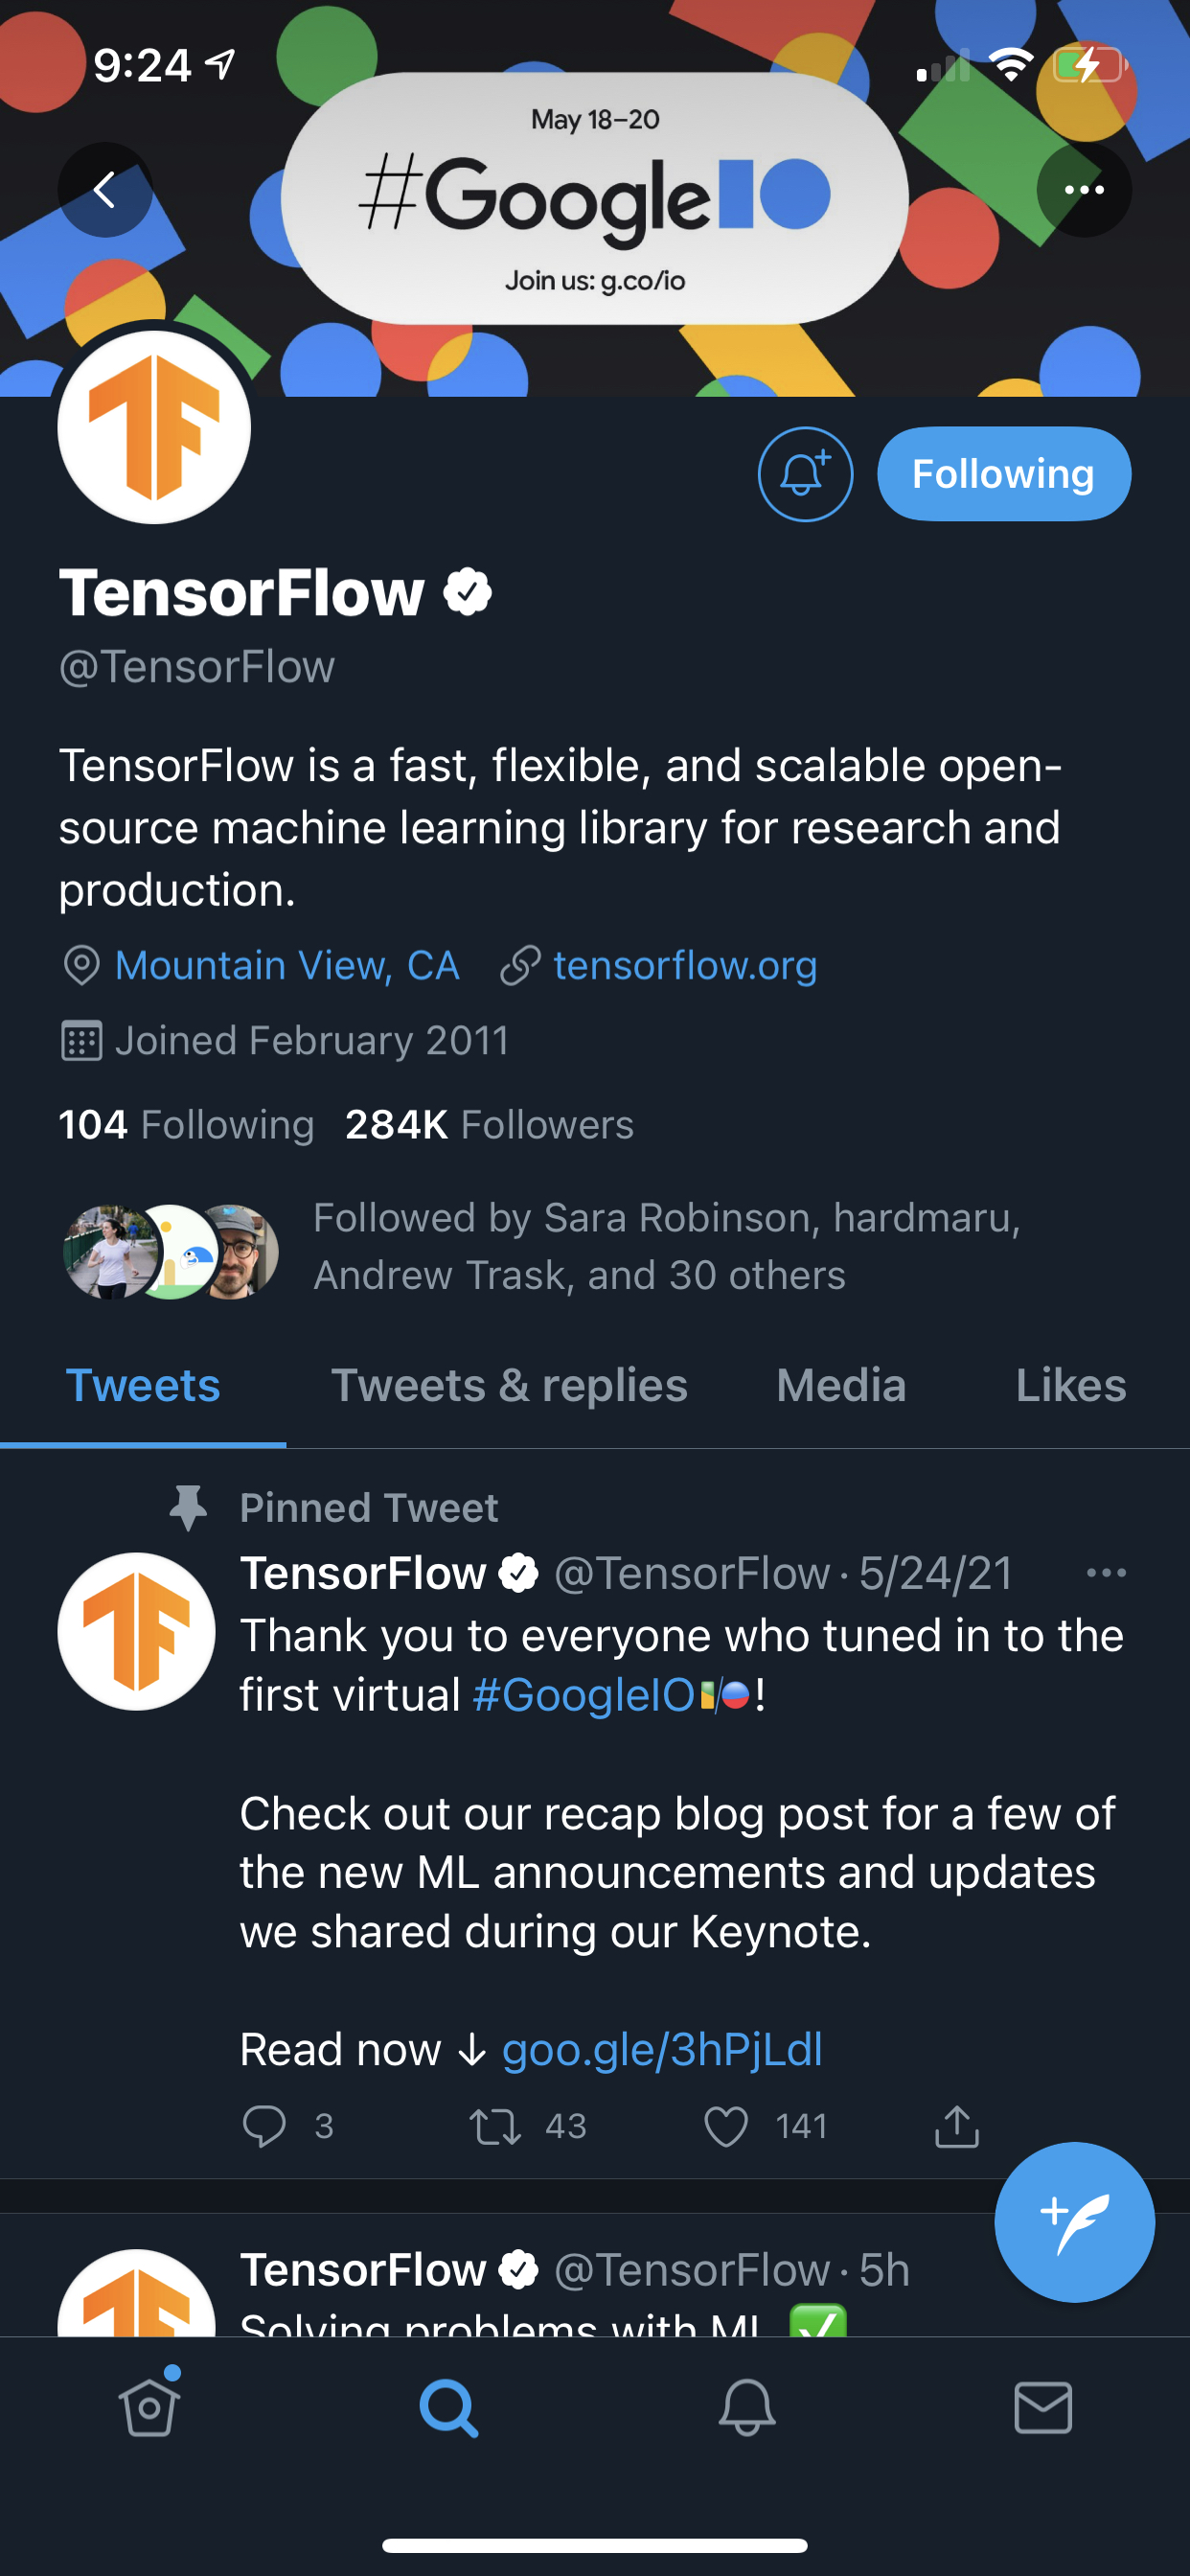 9:24
May 18–20
#GoogleIO
Join us: g.co/io
Following
TensorFlow
@TensorFlow
TensorFlow is a fast, flexible, and scalable open-
source machine learning library for research and
production.
Mountain View, CA tensorflow.org
Joined February 2011
104 Following 284K Followers
Followed by Sara Robinson, hardmaru,
Andrew Trask, and 30 others
Tweets Tweets & replies Media Likes
Pinned Tweet
TensorFlow @TensorFlow · 5/24/21
Thank you to everyone who tuned in to the
first virtual #GoogleIO!
Check out our recap blog post for a few of
the new ML announcements and updates
we shared during our Keynote.
Read now ↓ goo.gle/3hPjLdl
3 43 141
TensorFlow @TensorFlow · 5h
Solving problems with ML ✅